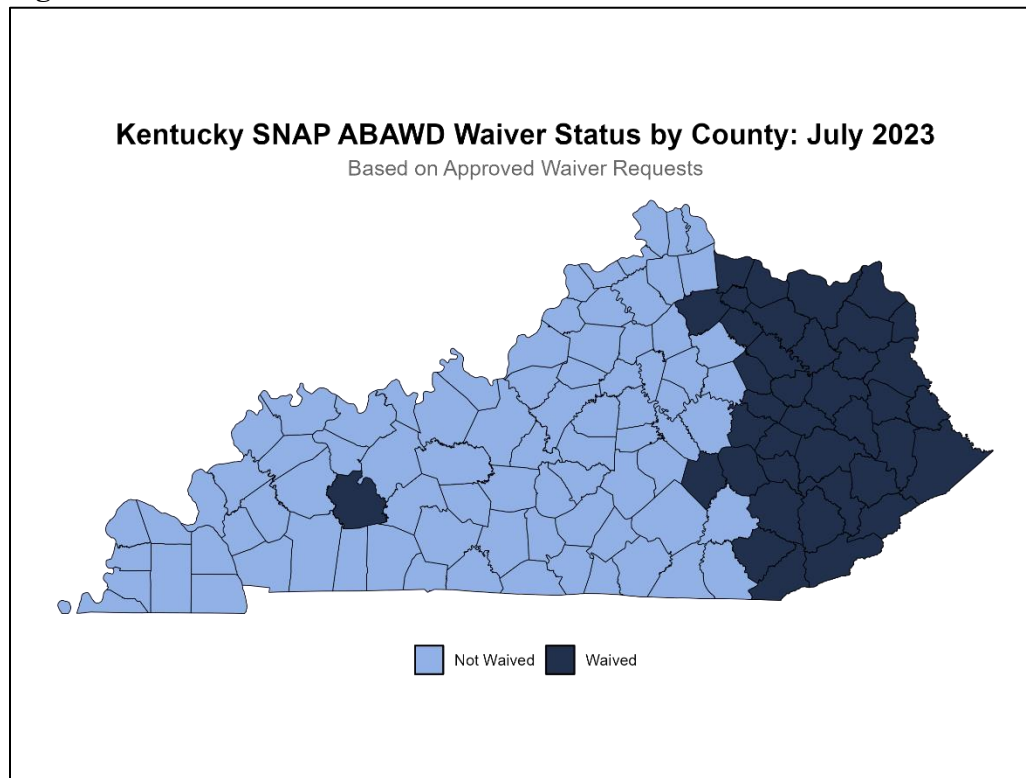 Kentucky SNAP ABAWD Waiver Status by County: July 2023
Based on Approved Waiver Requests
Not Waived Waived